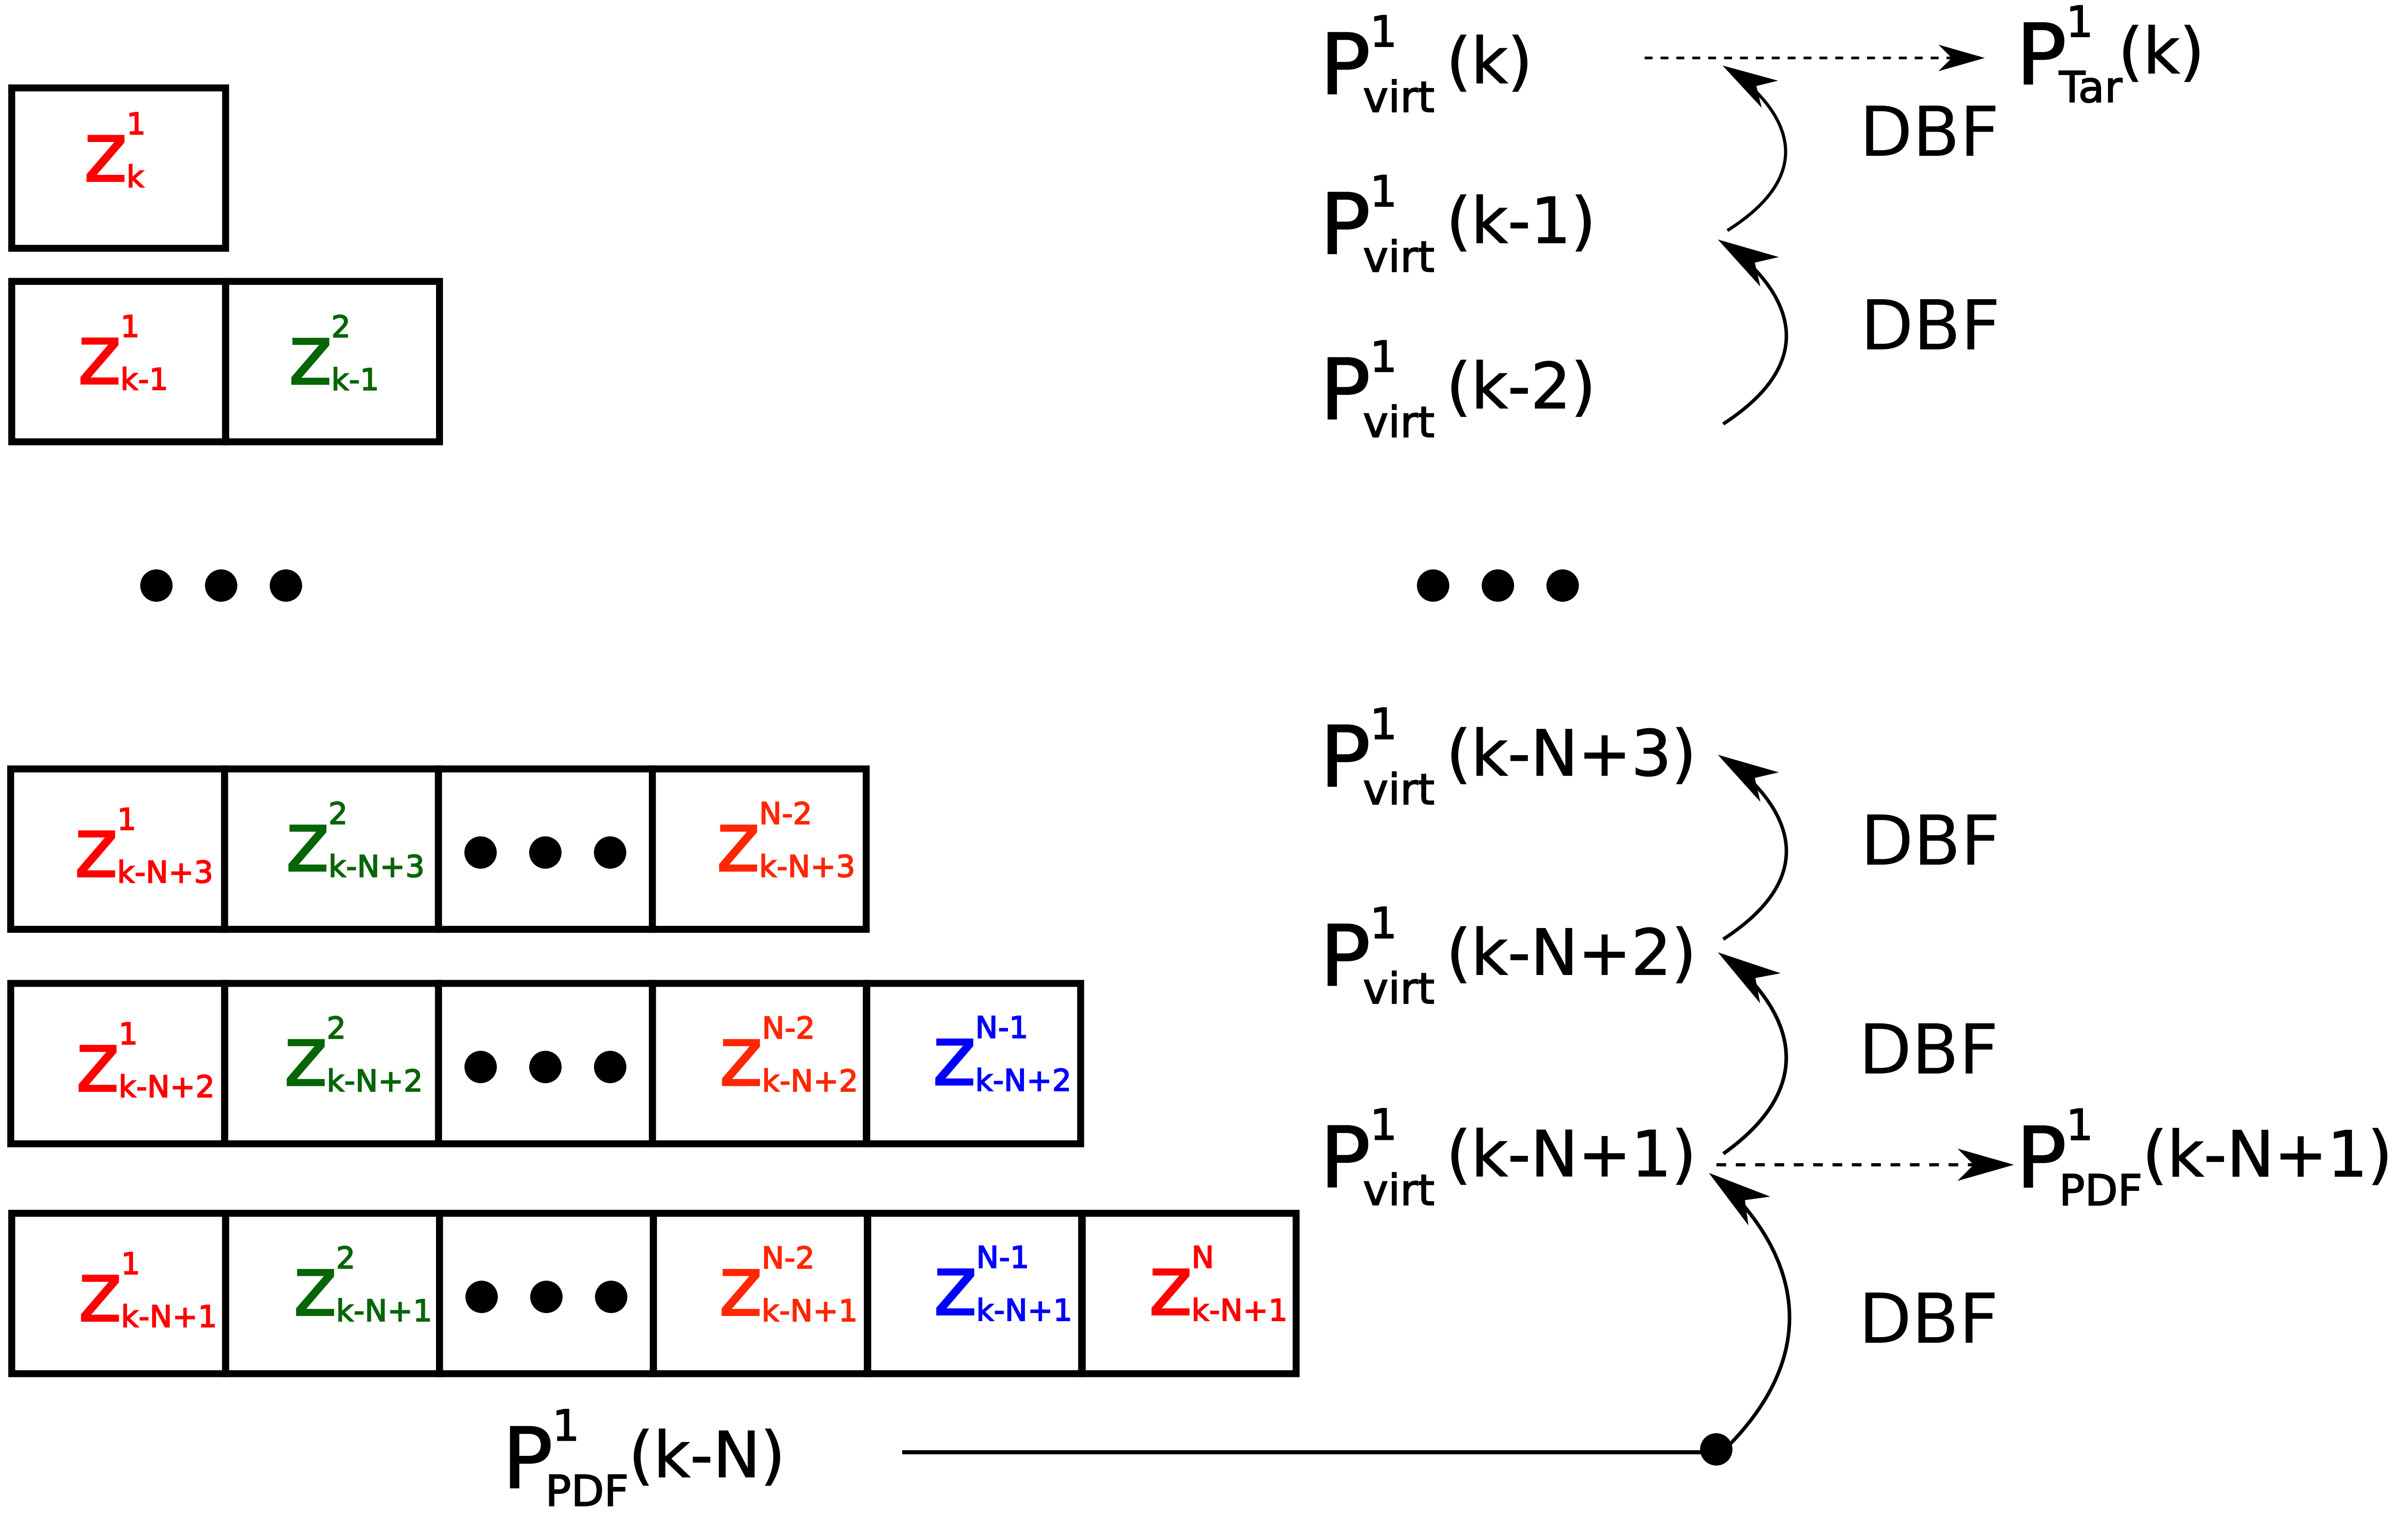 P^1_virt (k) P^1_Tar (k)
Z^1_k DBF
P^1_virt (k-1)
Z^1_k-1 Z^2_k-1 DBF
P^1_virt (k-2)
P^1_virt (k-N+3)
Z^1_k-N+3 Z^2_k-N+3 Z^N-2_k-N+3 DBF
P^1_virt (k-N+2)
Z^1_k-N+2 Z^2_k-N+2 Z^N-2_k-N+2 Z^N-1_k-N+2 DBF
P^1_virt (k-N+1) P^1_PDF (k-N+1)
Z^1_k-N+1 Z^2_k-N+1 Z^N-2_k-N+1 Z^N-1_k-N+1 Z^N_k-N+1 DBF
P^1_PDF (k-N)